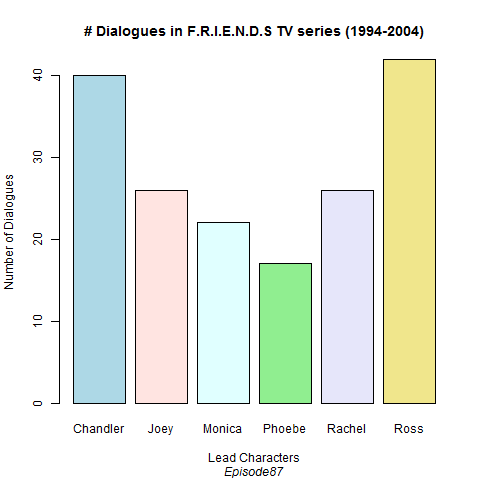 # Dialogues in F.R.I.E.N.D.S TV series (1994-2004)
Number of Dialogues
40
30
20
10
0
Chandler Joey Monica Phoebe Rachel Ross
Lead Characters
Episode87